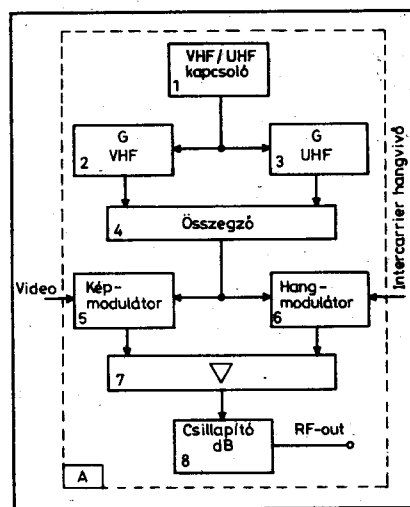 VHF/UHF
kapcsoló
1
G
VHF
2
G
UHF
3
Összegző
4
Intercarrier hangvivő
Video
Kép-
modulátor
5
Hang-
modulátor
6
7
Csillapító
dB
8
RF-out
A